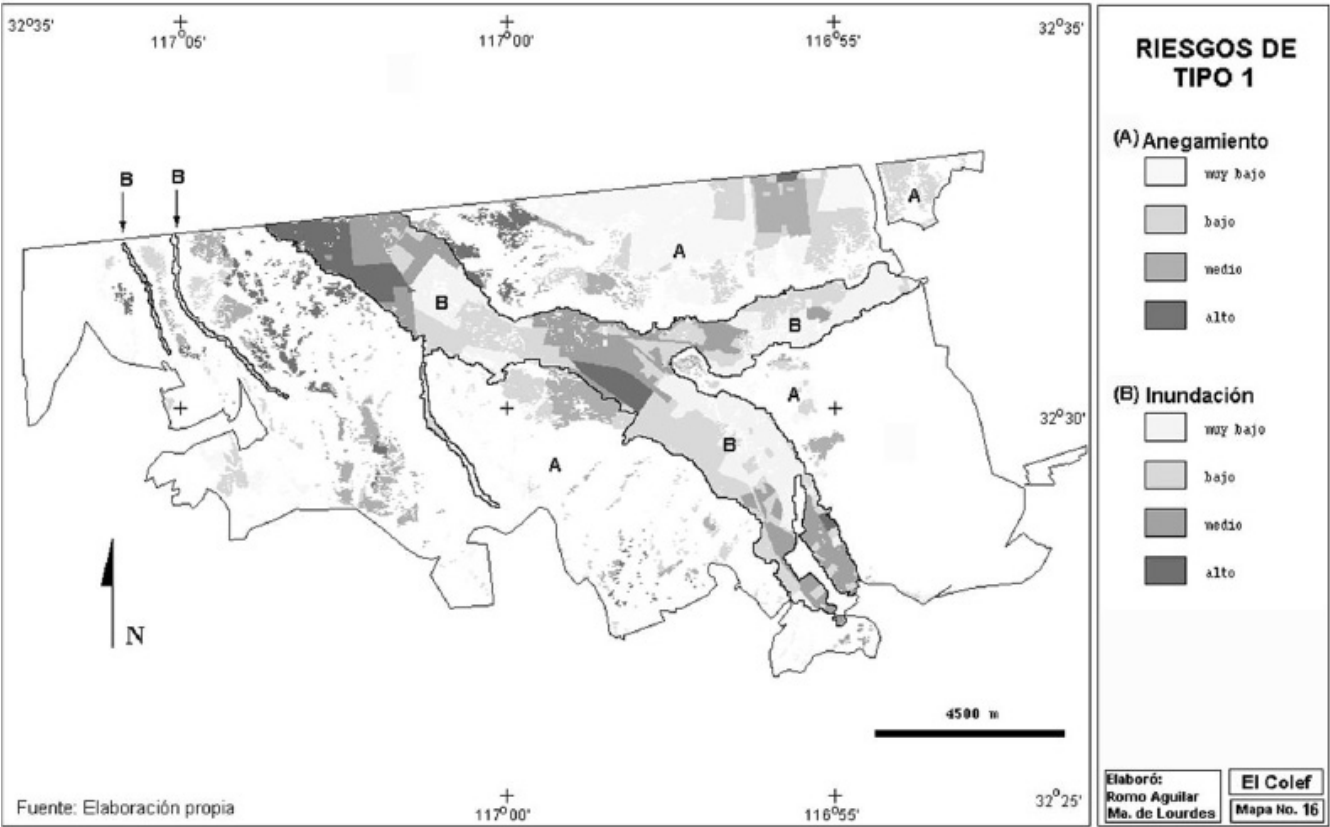 32°35'
117°05'
117°00'
116°55'
32°35'
B
B
A
A
B
B
A
32°30'
B
A
N
4500 m
Fuente: Elaboración propia
117°00'
116°55'
32°25'
RIESGOS DE
TIPO 1
(A) Anegamiento
muy bajo
bajo
medio
alto
(B) Inundación
muy bajo
bajo
medio
alto
Elaboró:
Romo Aguilar
Ma. de Lourdes
El Colef
Mapa No. 16